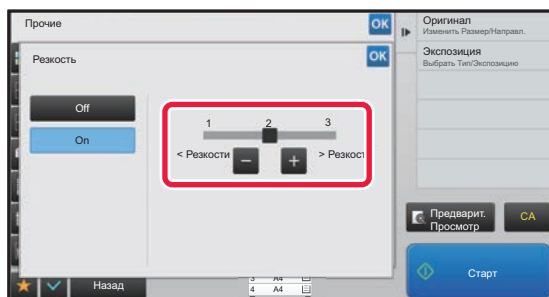 Прочие
OK
Оригинал
Изменить Размер/Направл.
Резкость
OK
Экспозиция
Выбрать Тип/Экспозицию
Off
On
1 2 3
< Резкости − + > Резкост
Предварит.
Просмотр
CA
Назад
3 A4
4 A4
Старт